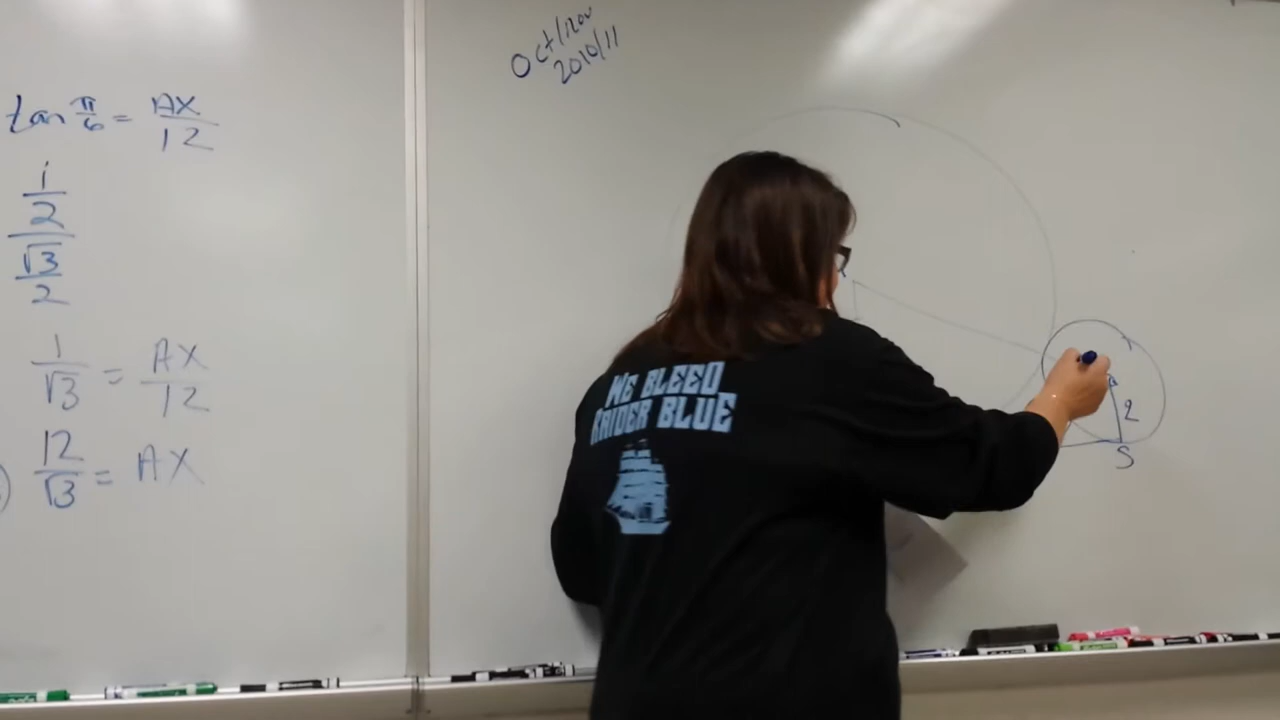 tan π/6 = AX/12
1/2
√3/2
1/√3 = AX/12
12/√3 = AX
Oct/Nov
2010/11
WE BLEED
RAIDER BLUE
2
S